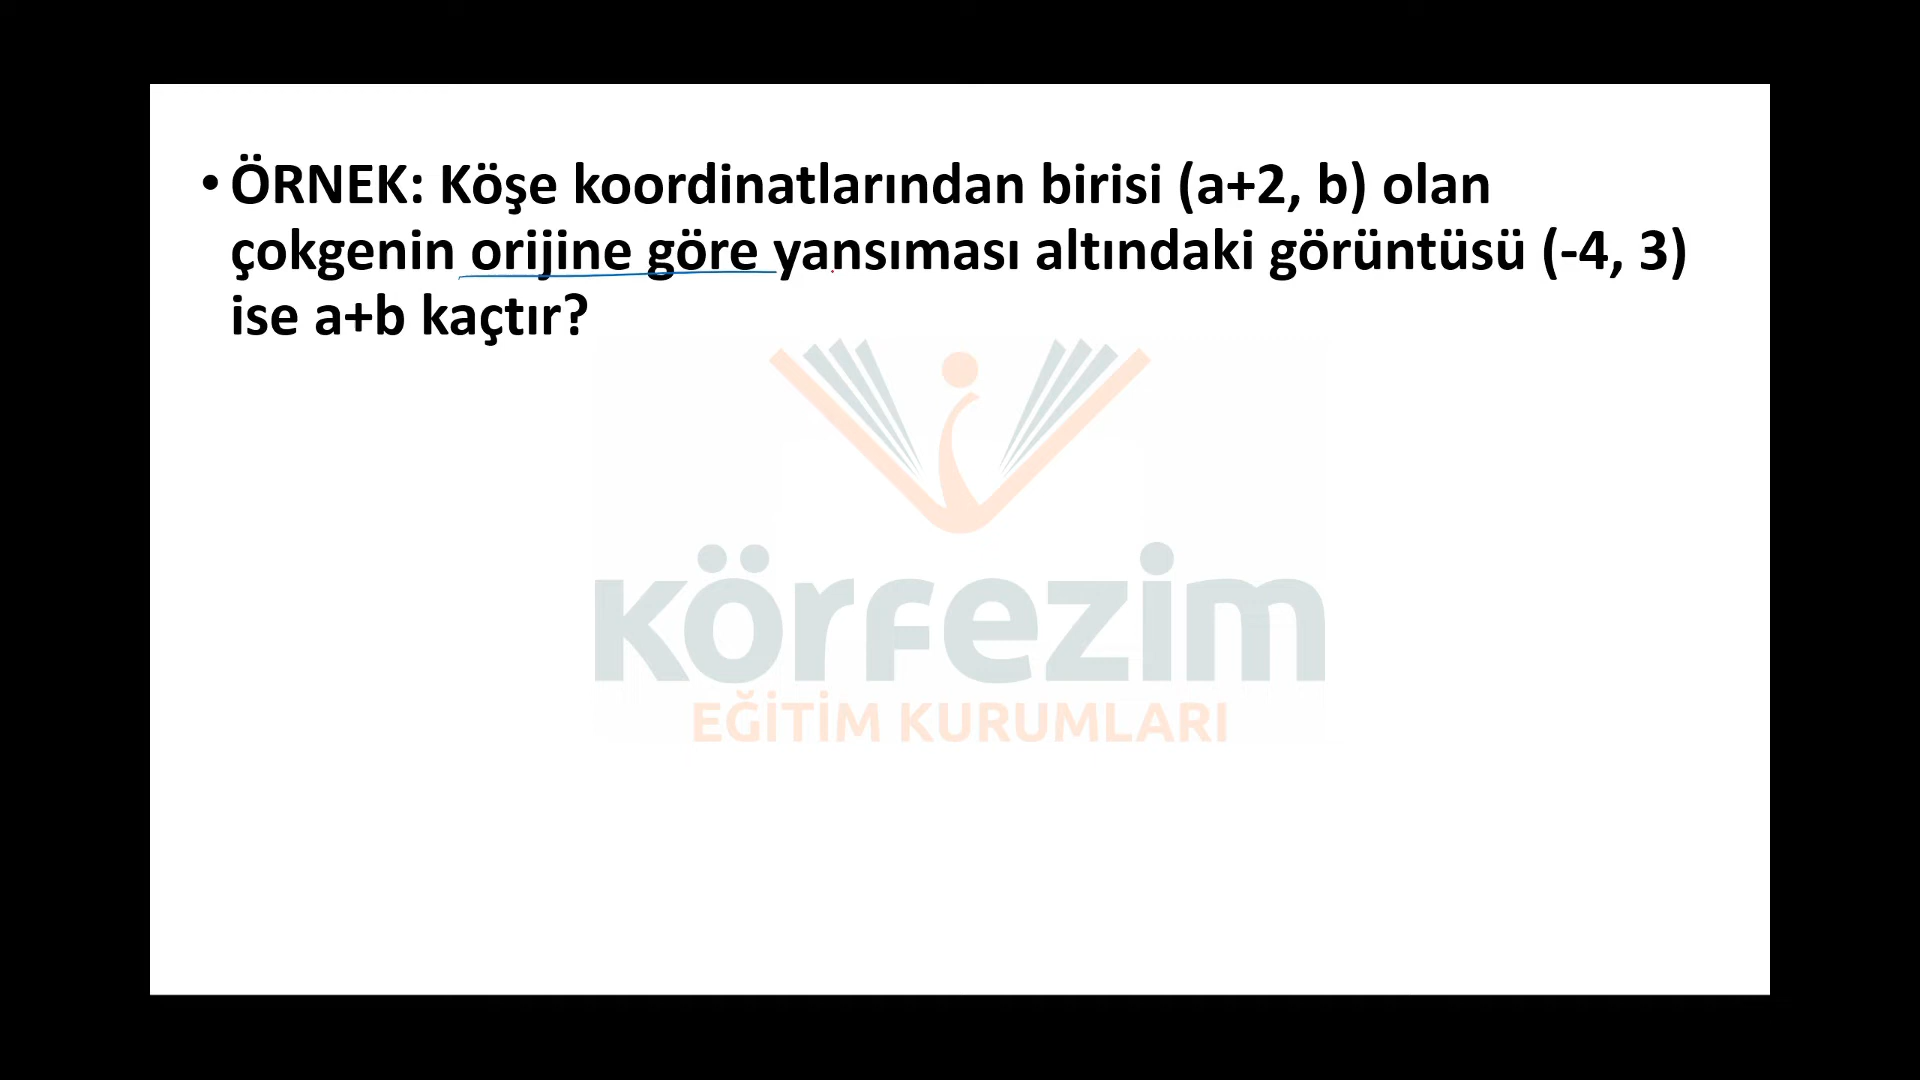 • ÖRNEK: Köşe koordinatlarından birisi (a+2, b) olan
çokgenin orijine göre yansıması altındaki görüntüsü (-4, 3)
ise a+b kaçtır?
körfezim
EĞİTİM KURUMLARI